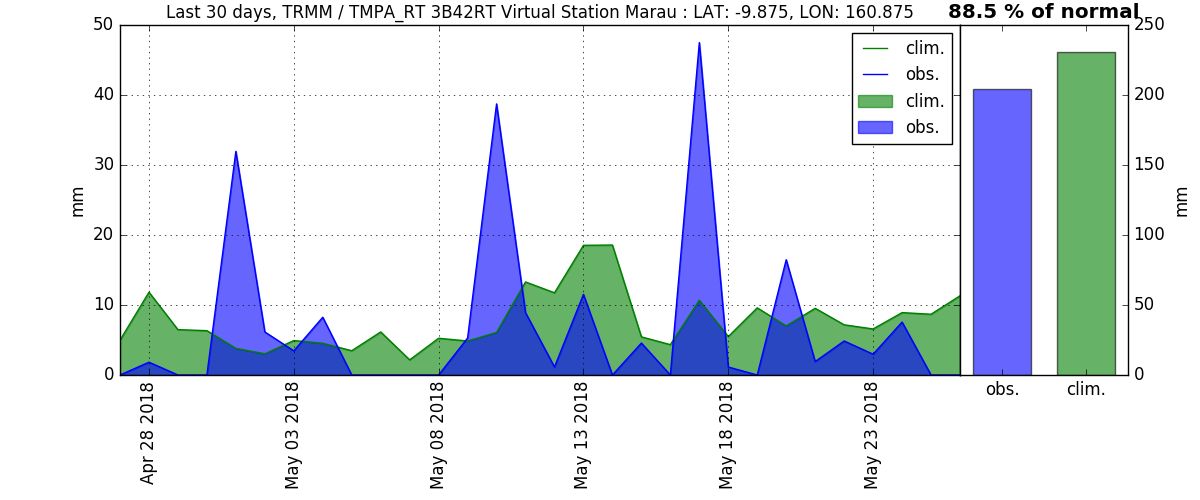 Last 30 days, TRMM / TMPA_RT 3B42RT Virtual Station Marau : LAT: -9.875, LON: 160.875
88.5 % of normal
50
40
30
20
10
0
mm
clim.
obs.
clim.
obs.
Apr 28 2018
May 03 2018
May 08 2018
May 13 2018
May 18 2018
May 23 2018
250
200
150
100
50
0
mm
obs.
clim.